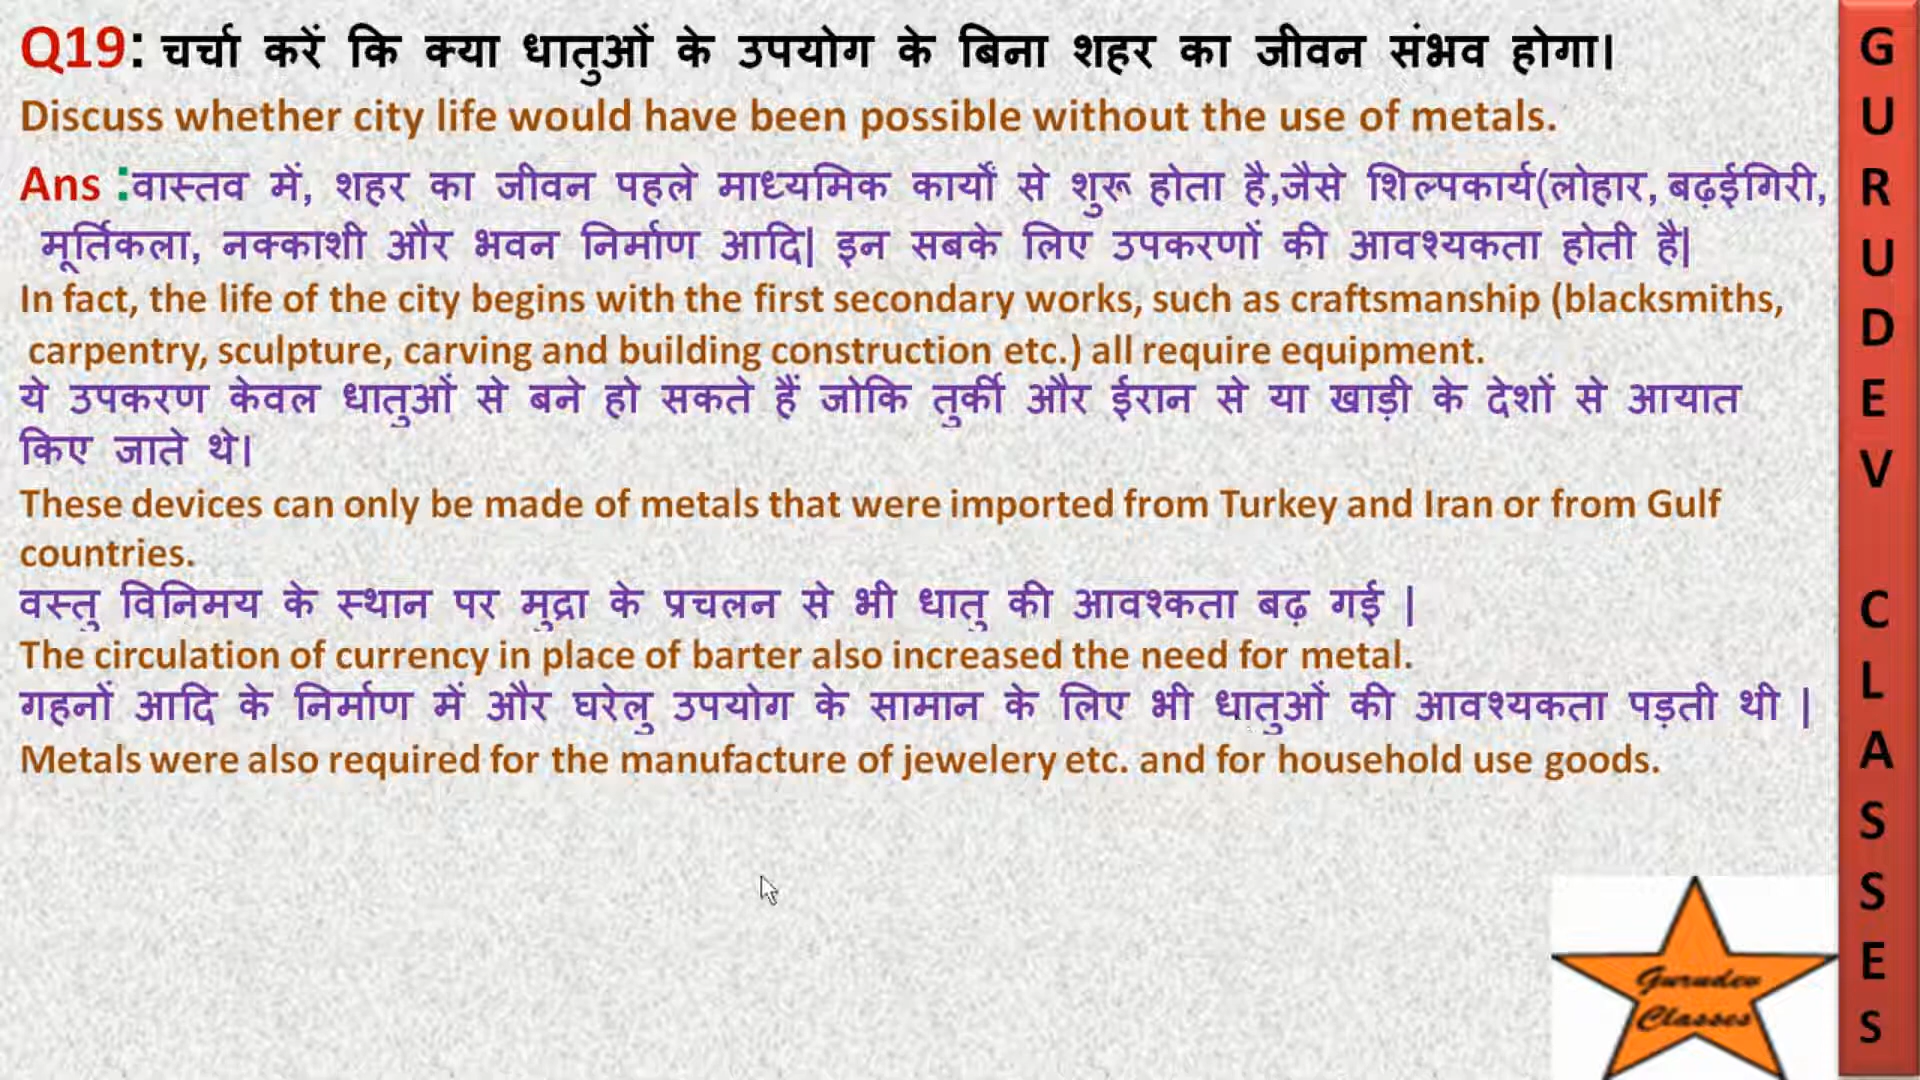 Q19: चर्चा करें कि क्या धातुओं के उपयोग के बिना शहर का जीवन संभव होगा।
Discuss whether city life would have been possible without the use of metals.
Ans :वास्तव में, शहर का जीवन पहले माध्यमिक कार्यों से शुरू होता है,जैसे शिल्पकार्य(लोहार, बढ़ईगिरी,
मूर्तिकला, नक्काशी और भवन निर्माण आदि| इन सबके लिए उपकरणों की आवश्यकता होती है|
In fact, the life of the city begins with the first secondary works, such as craftsmanship (blacksmiths,
carpentry, sculpture, carving and building construction etc.) all require equipment.
ये उपकरण केवल धातुओं से बने हो सकते हैं जोकि तुर्की और ईरान से या खाड़ी के देशों से आयात
किए जाते थे।
These devices can only be made of metals that were imported from Turkey and Iran or from Gulf
countries.
वस्तु विनिमय के स्थान पर मुद्रा के प्रचलन से भी धातु की आवश्कता बढ़ गई |
The circulation of currency in place of barter also increased the need for metal.
गहनों आदि के निर्माण में और घरेलु उपयोग के सामान के लिए भी धातुओं की आवश्यकता पड़ती थी |
Metals were also required for the manufacture of jewelery etc. and for household use goods.
Gurudev
Classes
GURUDEV CLASSES